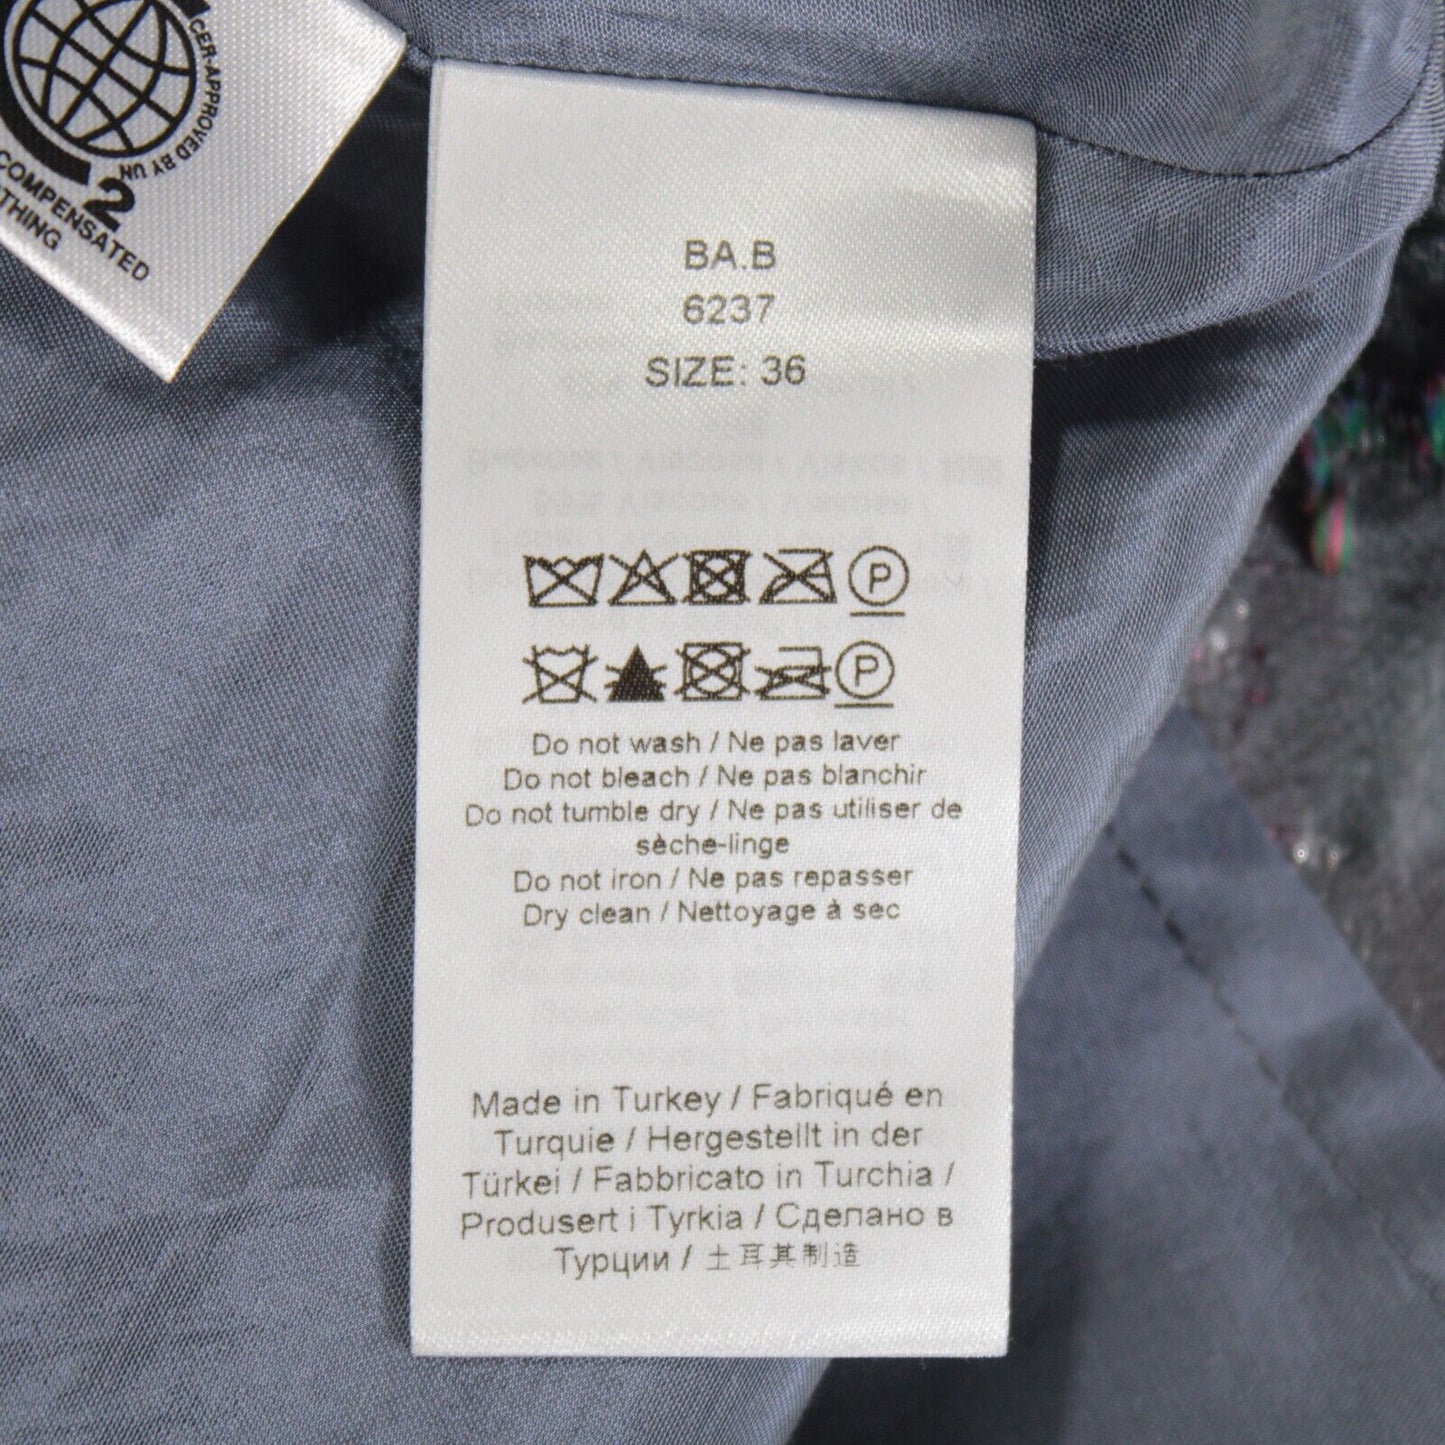 CER-APPROVED BY UN
2
COMPENSATED
THING
BA.B
6237
SIZE: 36
P
P
Do not wash / Ne pas laver
Do not bleach / Ne pas blanchir
Do not tumble dry / Ne pas utiliser de
sèche-linge
Do not iron / Ne pas repasser
Dry clean / Nettoyage à sec
Made in Turkey / Fabriqué en
Turquie / Hergestellt in der
Türkei / Fabbricato in Turchia /
Produsert i Tyrkia / Сделано в
Турции / 土耳其制造